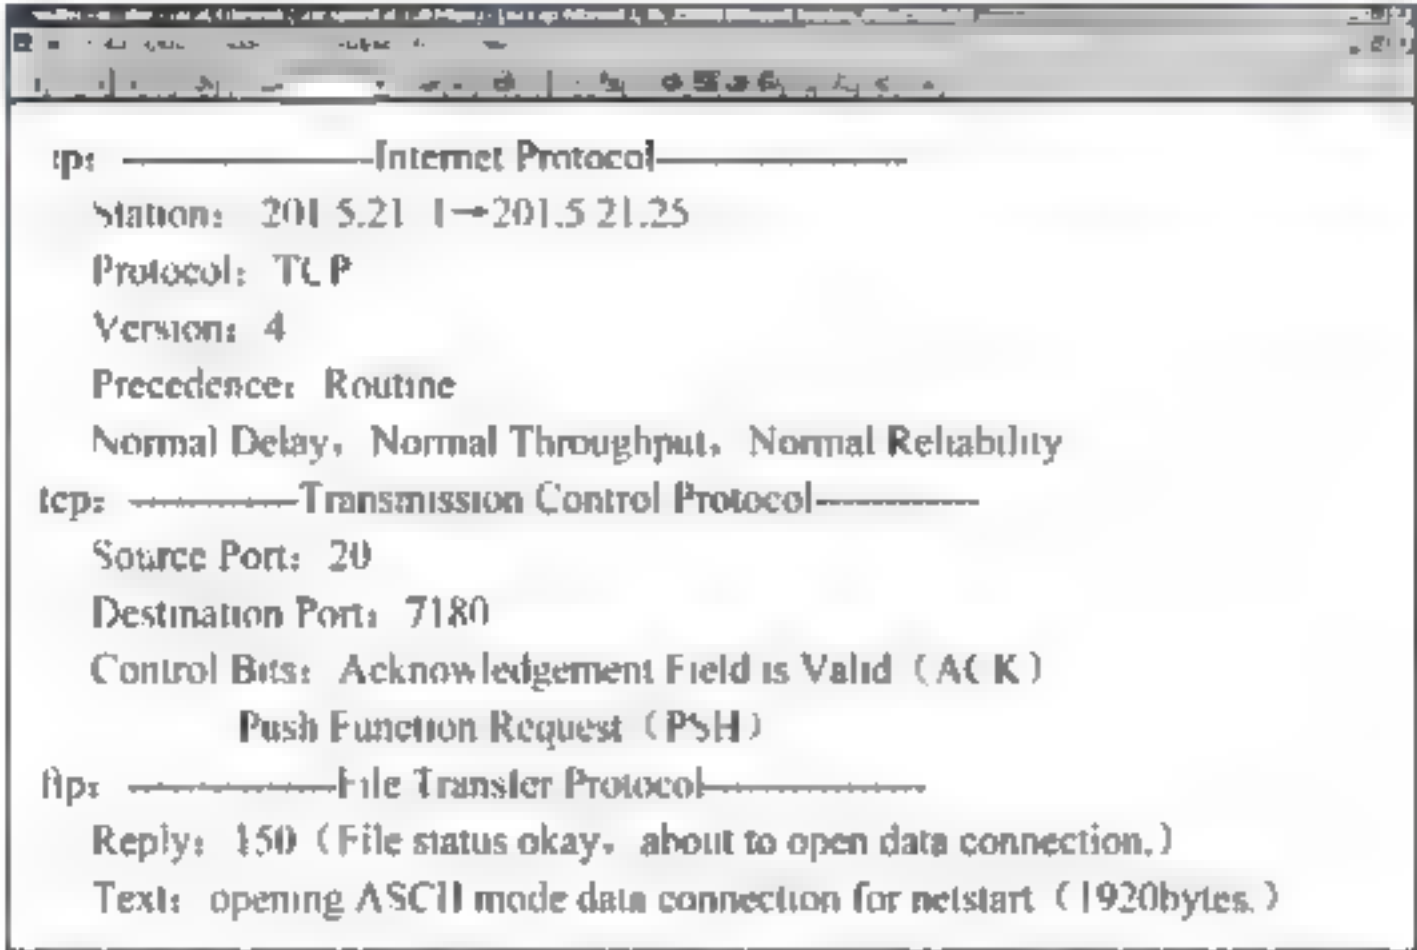 ip: Internet Protocol
Station: 201.5.21.1→201.5.21.25
Protocol: TCP
Version: 4
Precedence: Routine
Normal Delay, Normal Throughput, Normal Reliability
tcp: Transmission Control Protocol
Source Port: 20
Destination Port: 7180
Control Bits: Acknowledgement Field is Valid (ACK)
Push Function Request (PSH)
ftp: File Transfer Protocol
Reply: 150 (File status okay, about to open data connection.)
Text: opening ASCII mode data connection for netstart (1920bytes.)